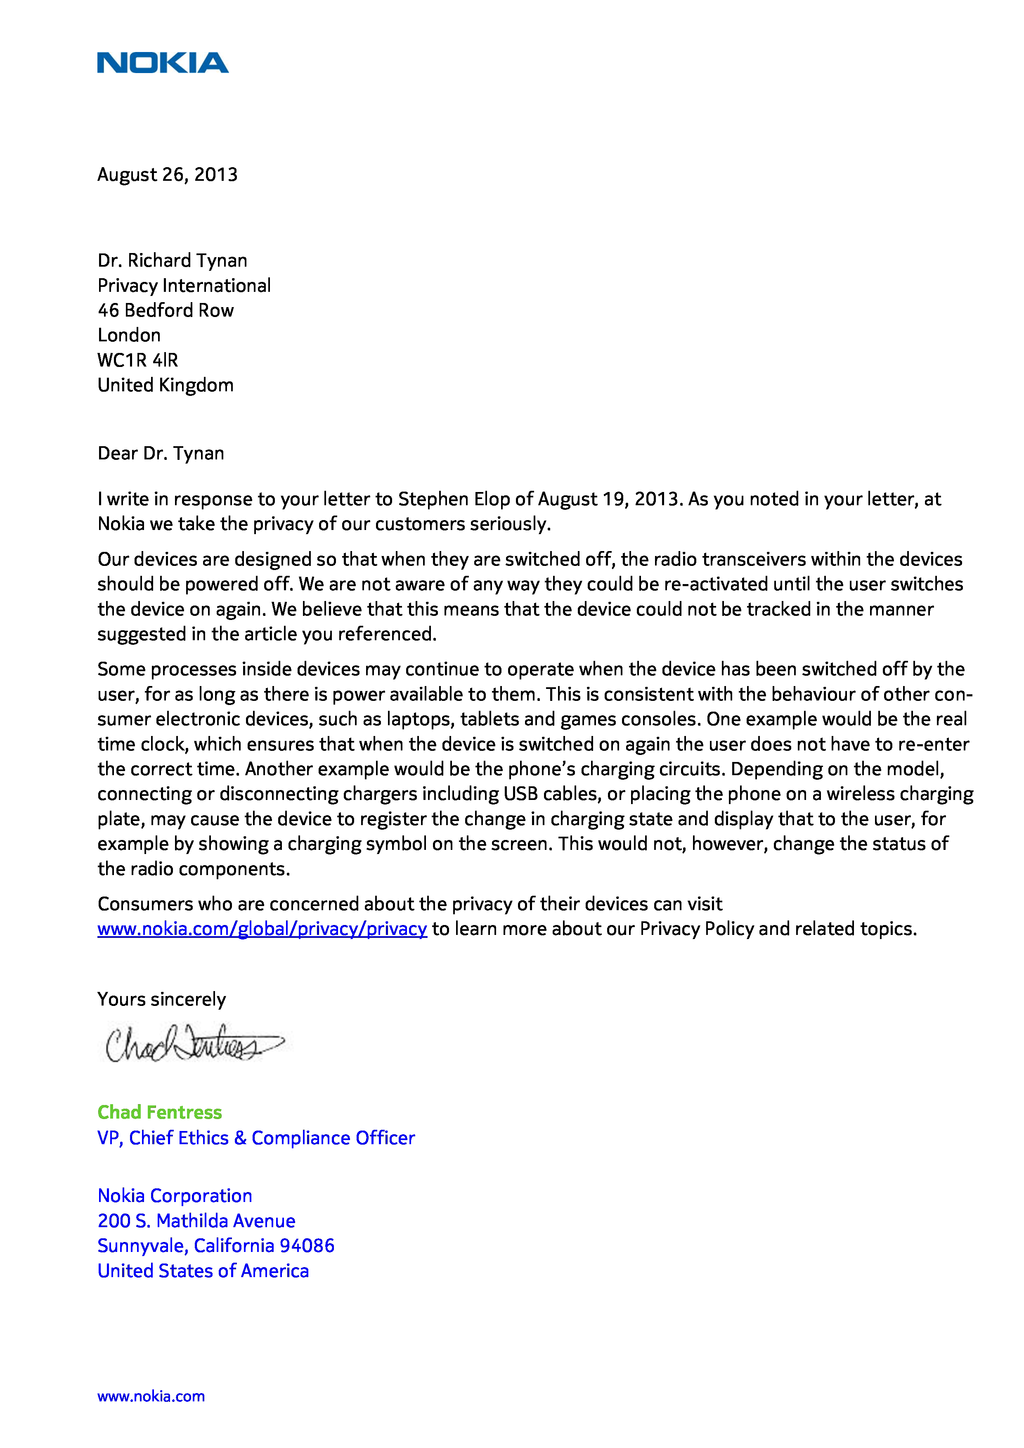 NOKIA
August 26, 2013
Dr. Richard Tynan
Privacy International
46 Bedford Row
London
WC1R 4lR
United Kingdom
Dear Dr. Tynan
I write in response to your letter to Stephen Elop of August 19, 2013. As you noted in your letter, at
Nokia we take the privacy of our customers seriously.
Our devices are designed so that when they are switched off, the radio transceivers within the devices
should be powered off. We are not aware of any way they could be re-activated until the user switches
the device on again. We believe that this means that the device could not be tracked in the manner
suggested in the article you referenced.
Some processes inside devices may continue to operate when the device has been switched off by the
user, for as long as there is power available to them. This is consistent with the behaviour of other con-
sumer electronic devices, such as laptops, tablets and games consoles. One example would be the real
time clock, which ensures that when the device is switched on again the user does not have to re-enter
the correct time. Another example would be the phone’s charging circuits. Depending on the model,
connecting or disconnecting chargers including USB cables, or placing the phone on a wireless charging
plate, may cause the device to register the change in charging state and display that to the user, for
example by showing a charging symbol on the screen. This would not, however, change the status of
the radio components.
Consumers who are concerned about the privacy of their devices can visit
www.nokia.com/global/privacy/privacy to learn more about our Privacy Policy and related topics.
Yours sincerely
Chad Fentress
Chad Fentress
VP, Chief Ethics & Compliance Officer
Nokia Corporation
200 S. Mathilda Avenue
Sunnyvale, California 94086
United States of America
www.nokia.com